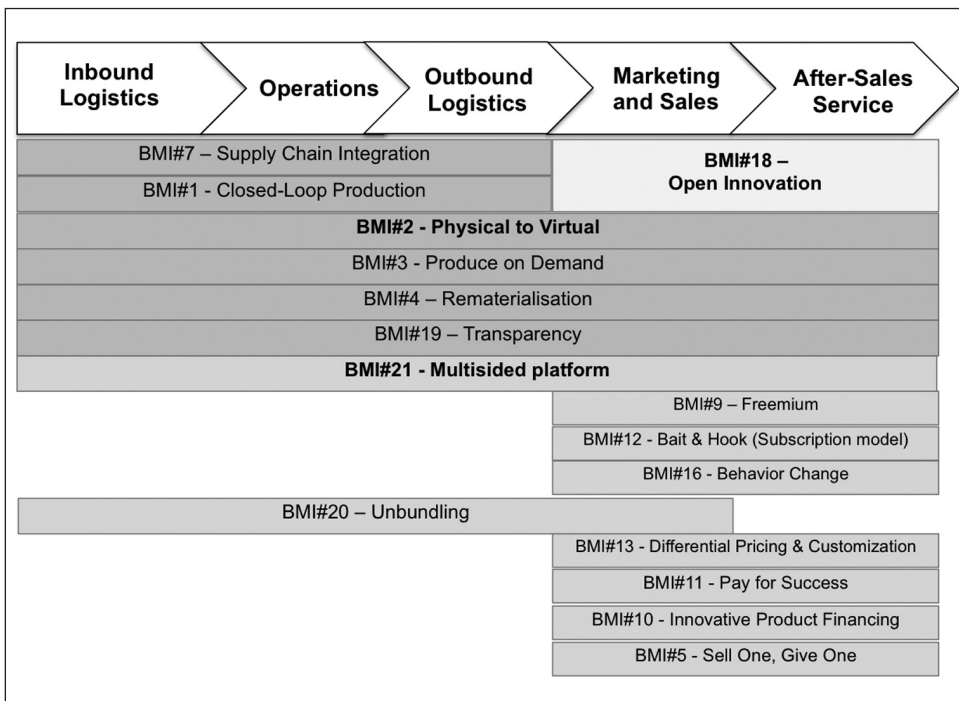 Inbound
Logistics
Operations
Outbound
Logistics
Marketing
and Sales
After-Sales
Service
BMI#7 – Supply Chain Integration
BMI#1 - Closed-Loop Production
BMI#18 –
Open Innovation
BMI#2 - Physical to Virtual
BMI#3 - Produce on Demand
BMI#4 – Rematerialisation
BMI#19 – Transparency
BMI#21 - Multisided platform
BMI#9 – Freemium
BMI#12 - Bait & Hook (Subscription model)
BMI#16 - Behavior Change
BMI#20 – Unbundling
BMI#13 - Differential Pricing & Customization
BMI#11 - Pay for Success
BMI#10 - Innovative Product Financing
BMI#5 - Sell One, Give One